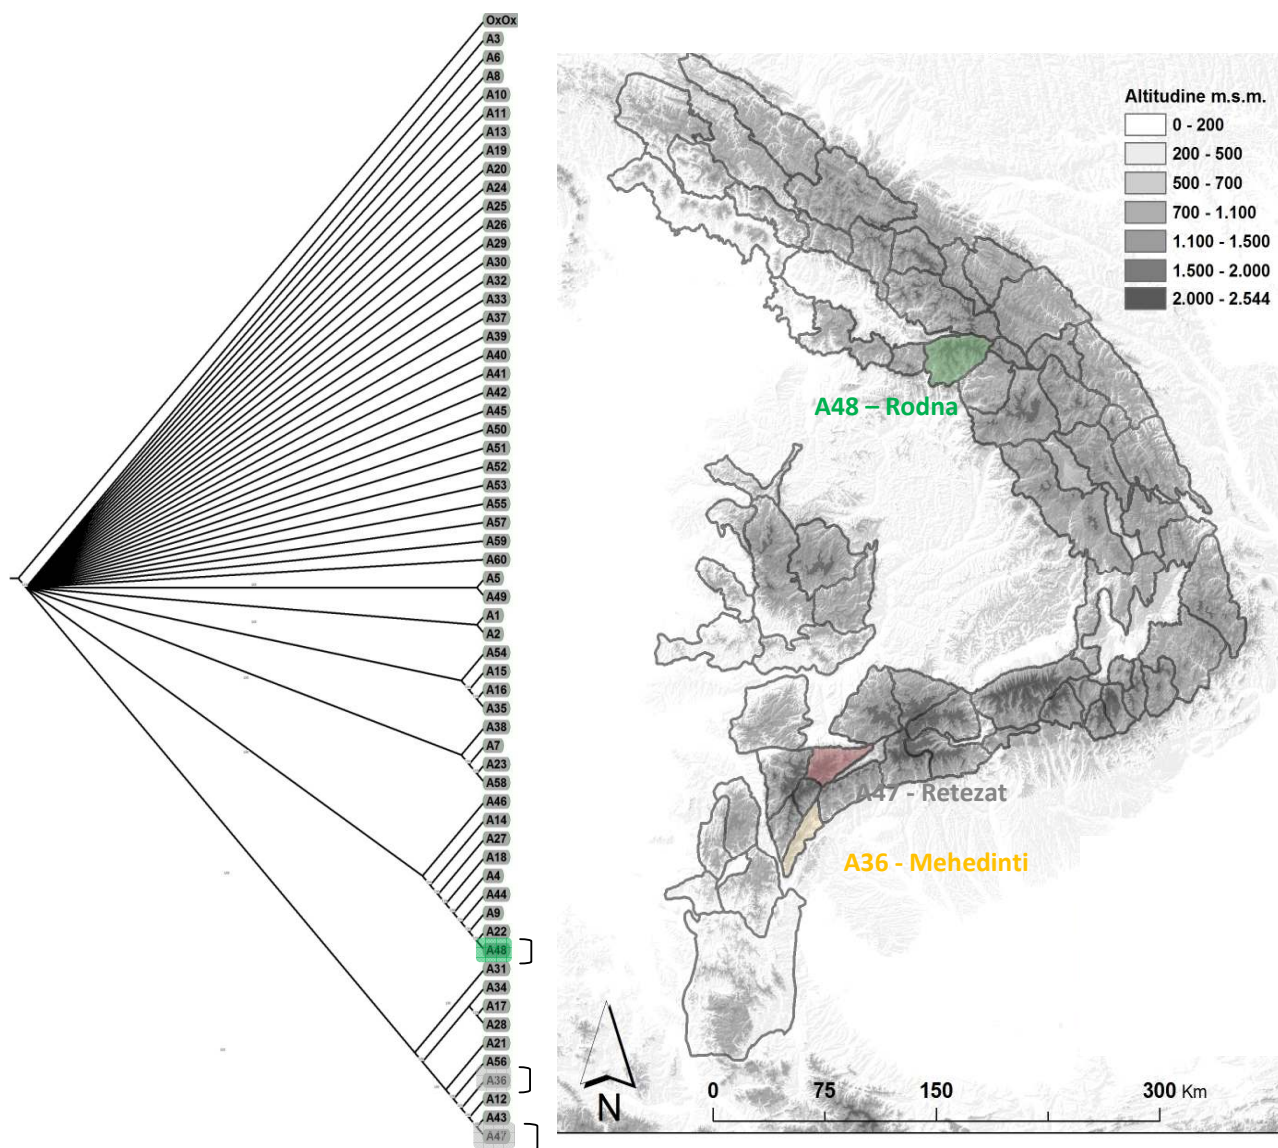 OxOx
A3
A6
A8
A10
A11
A13
A19
A20
A24
A25
A26
A29
A30
A32
A33
A37
A39
A40
A41
A42
A45
A50
A51
A52
A53
A55
A57
A59
A60
A5
A49
A1
A2
A54
A15
A16
A35
A38
A7
A23
A58
A46
A14
A27
A18
A4
A44
A9
A22
A48
A31
A34
A17
A28
A21
A56
A36
A12
A43
A47
Altitudine m.s.m.
0 - 200
200 - 500
500 - 700
700 - 1.100
1.100 - 1.500
1.500 - 2.000
2.000 - 2.544
A48 – Rodna
A47 - Retezat
A36 - Mehedinti
N
0 75 150 300 Km